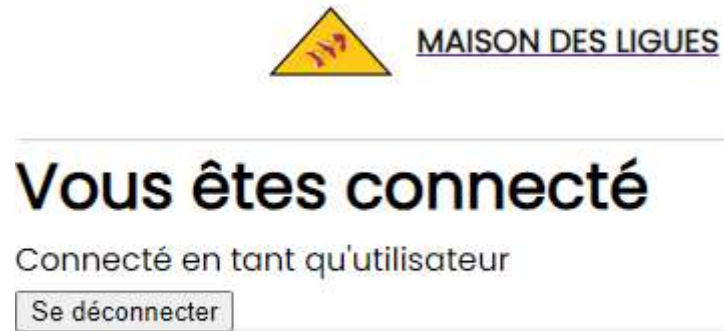 MAISON DES LIGUES
Vous êtes connecté
Connecté en tant qu'utilisateur
Se déconnecter